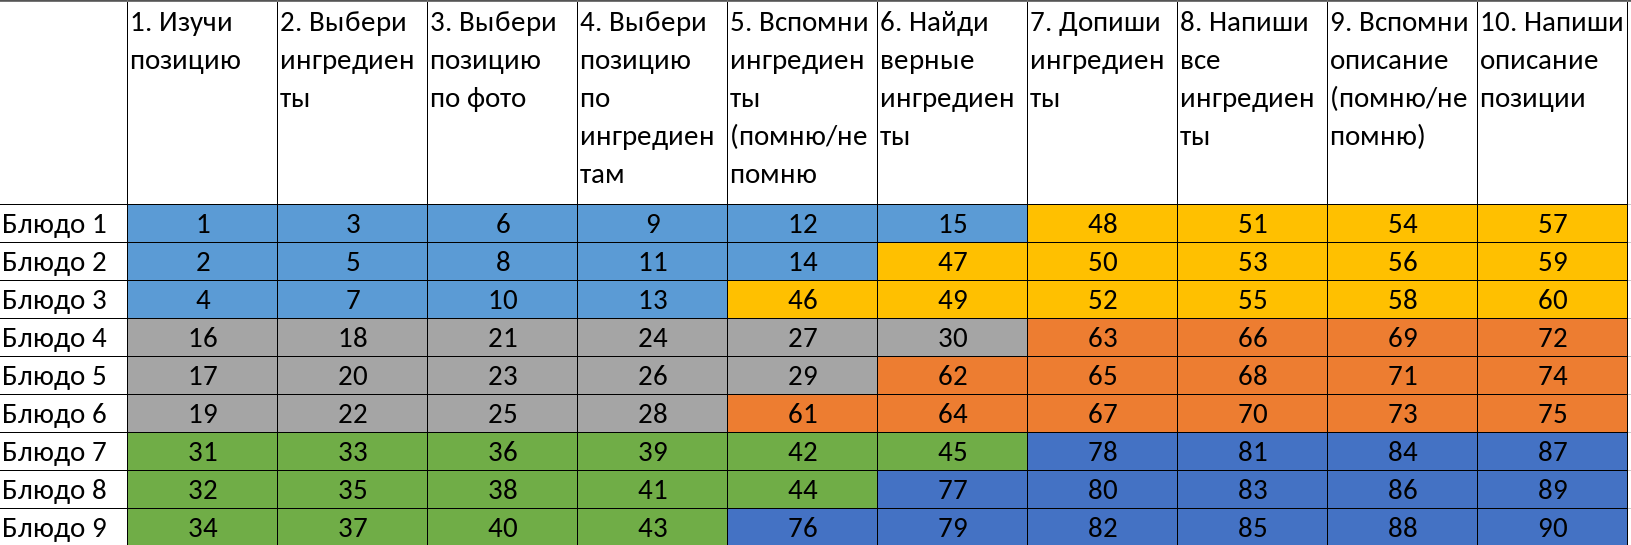 1. Изучи позицию
2. Выбери ингредиенты
3. Выбери позицию по фото
4. Выбери позицию по ингредиентам
5. Вспомни ингредиенты (помню/не помню
6. Найди верные ингредиенты
7. Допиши ингредиенты
8. Напиши все ингредиенты
9. Вспомни описание (помню/не помню)
10. Напиши описание позиции
Блюдо 1 1 3 6 9 12 15 48 51 54 57
Блюдо 2 2 5 8 11 14 47 50 53 56 59
Блюдо 3 4 7 10 13 46 49 52 55 58 60
Блюдо 4 16 18 21 24 27 30 63 66 69 72
Блюдо 5 17 20 23 26 29 62 65 68 71 74
Блюдо 6 19 22 25 28 61 64 67 70 73 75
Блюдо 7 31 33 36 39 42 45 78 81 84 87
Блюдо 8 32 35 38 41 44 77 80 83 86 89
Блюдо 9 34 37 40 43 76 79 82 85 88 90